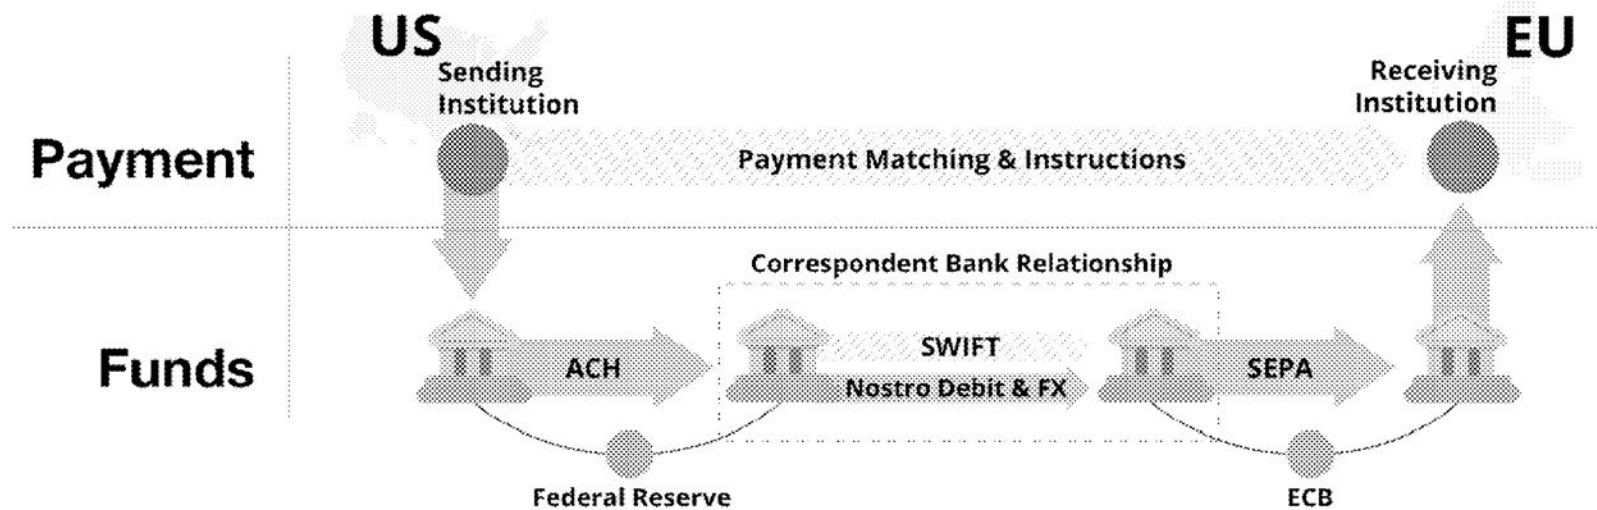 US
EU
Sending
Institution
Receiving
Institution
Payment
Payment Matching & Instructions
Correspondent Bank Relationship
Funds
ACH
SWIFT
Nostro Debit & FX
SEPA
Federal Reserve
ECB